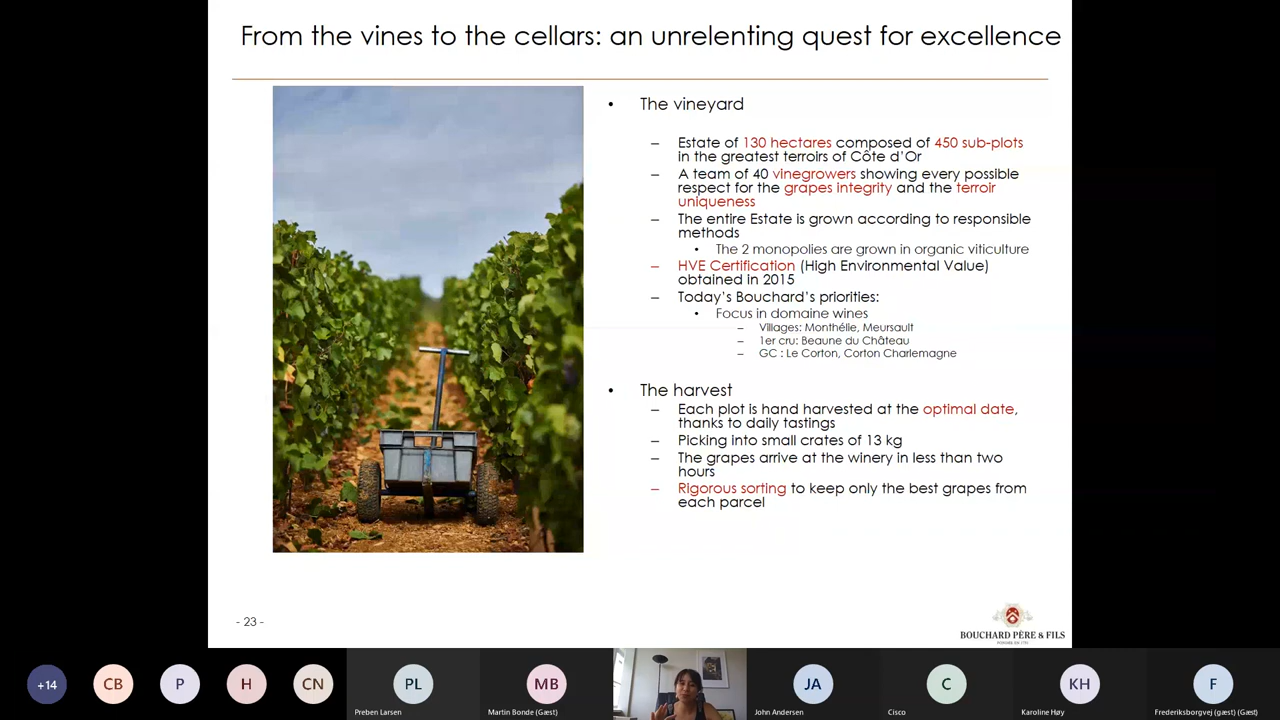 From the vines to the cellars: an unrelenting quest for excellence
• The vineyard
– Estate of 130 hectares composed of 450 sub-plots
in the greatest terroirs of Côte d'Or
– A team of 40 vinegrowers showing every possible
respect for the grapes integrity and the terroir
uniqueness
– The entire Estate is grown according to responsible
methods
• The 2 monopolies are grown in organic viticulture
– HVE Certification (High Environmental Value)
obtained in 2015
– Today's Bouchard's priorities:
• Focus in domaine wines
– Villages: Monthélie, Meursault
– 1er cru: Beaune du Château
– GC : Le Corton, Corton Charlemagne
• The harvest
– Each plot is hand harvested at the optimal date,
thanks to daily tastings
– Picking into small crates of 13 kg
– The grapes arrive at the winery in less than two
hours
– Rigorous sorting to keep only the best grapes from
each parcel
- 23 -
BOUCHARD PÈRE & FILS
+14
CB
P
H
CN
PL
Preben Larsen
MB
Martin Bonde (Gæst)
JA
John Andersen
C
Cisco
KH
Karoline Høy
F
Frederiksborgvej (gæst) (Gæst)